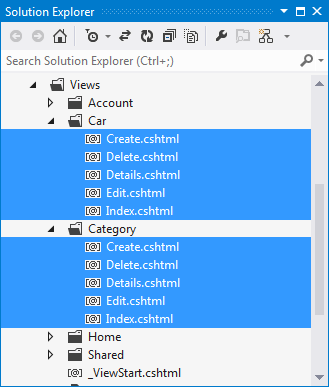 Solution Explorer
Search Solution Explorer (Ctrl+;)
Views
Account
Car
Create.cshtml
Delete.cshtml
Details.cshtml
Edit.cshtml
Index.cshtml
Category
Create.cshtml
Delete.cshtml
Details.cshtml
Edit.cshtml
Index.cshtml
Home
Shared
_ViewStart.cshtml